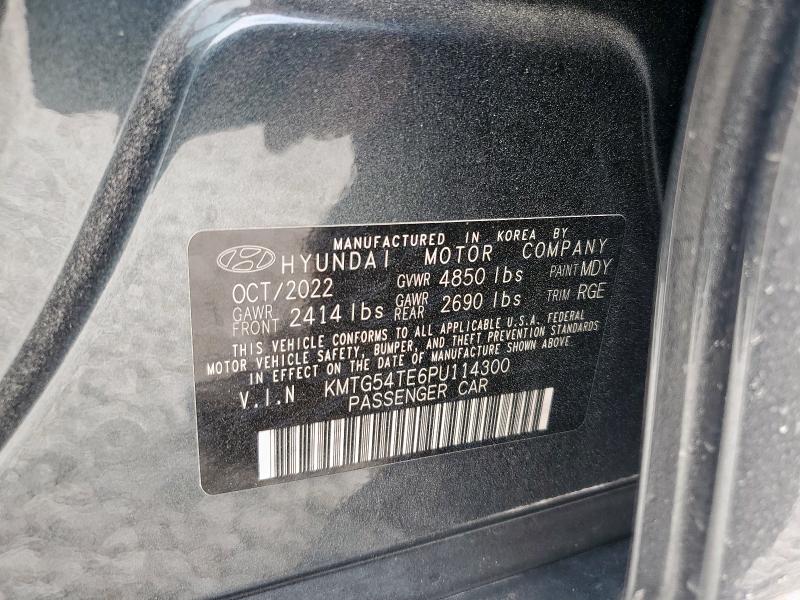 MANUFACTURED IN KOREA BY
HYUNDAI MOTOR COMPANY
OCT/2022 GVWR 4850 lbs PAINT MDY
GAWR FRONT 2414 lbs GAWR REAR 2690 lbs TRIM RGE
THIS VEHICLE CONFORMS TO ALL APPLICABLE U.S.A. FEDERAL
MOTOR VEHICLE SAFETY, BUMPER, AND THEFT PREVENTION STANDARDS
IN EFFECT ON THE DATE OF MANUFACTURE SHOWN ABOVE.
V.I.N KMTG54TE6PU114300
PASSENGER CAR